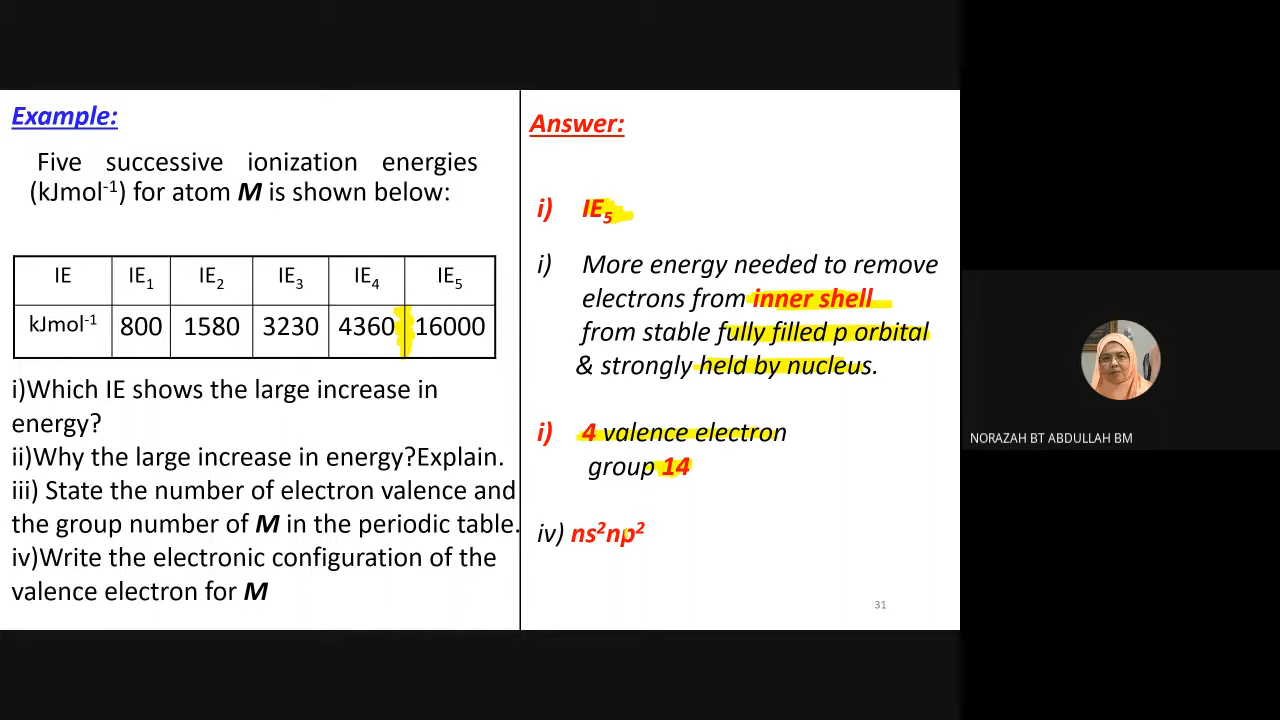 Example:
Five successive ionization energies
(kJmol⁻¹) for atom M is shown below:
IE IE₁ IE₂ IE₃ IE₄ IE₅
kJmol⁻¹ 800 1580 3230 4360 16000
i)Which IE shows the large increase in
energy?
ii)Why the large increase in energy?Explain.
iii) State the number of electron valence and
the group number of M in the periodic table.
iv)Write the electronic configuration of the
valence electron for M
Answer:
i) IE₅
i) More energy needed to remove
electrons from inner shell
from stable fully filled p orbital
& strongly held by nucleus.
i) 4 valence electron
group 14
iv) ns²np²
31
NORAZAH BT ABDULLAH BM